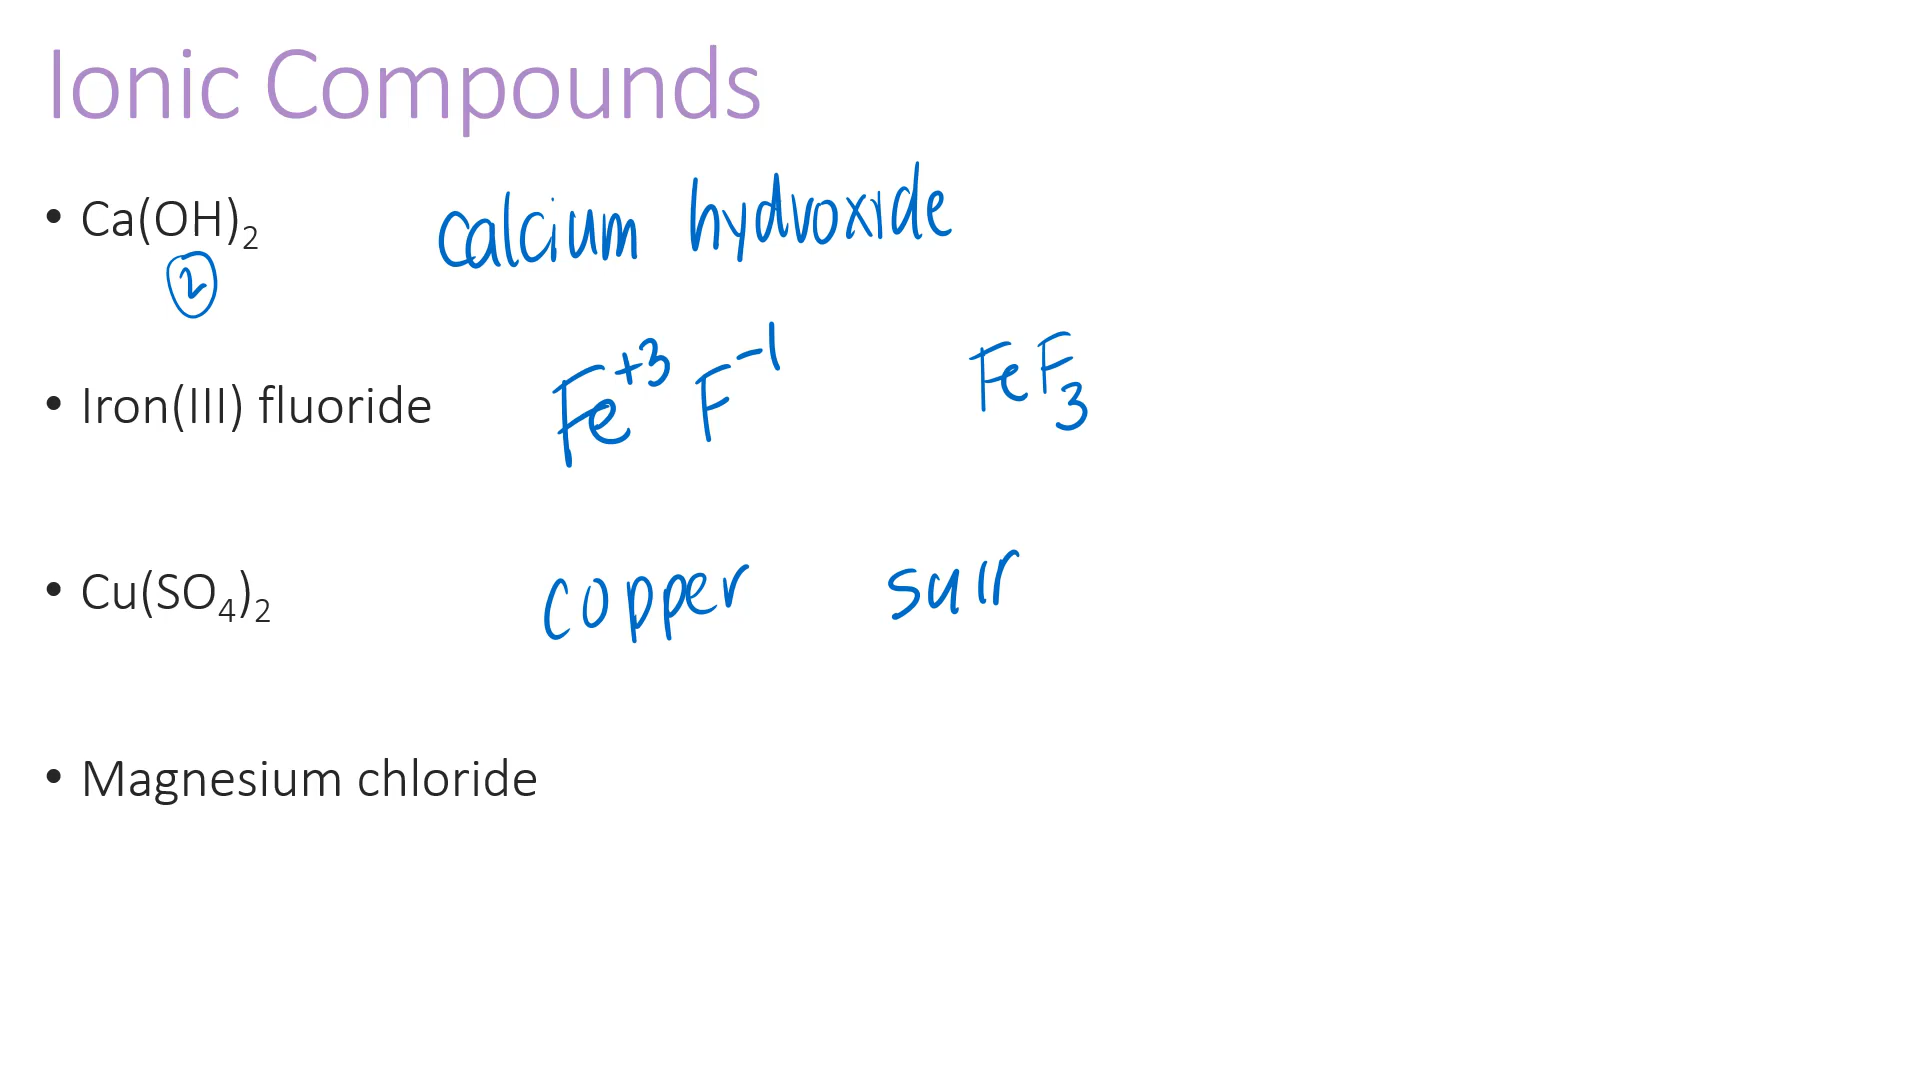 Ionic Compounds
• Ca(OH)₂ calcium hydroxide
2
• Iron(III) fluoride Fe⁺³ F⁻¹ FeF₃
• Cu(SO₄)₂ copper sulf
• Magnesium chloride